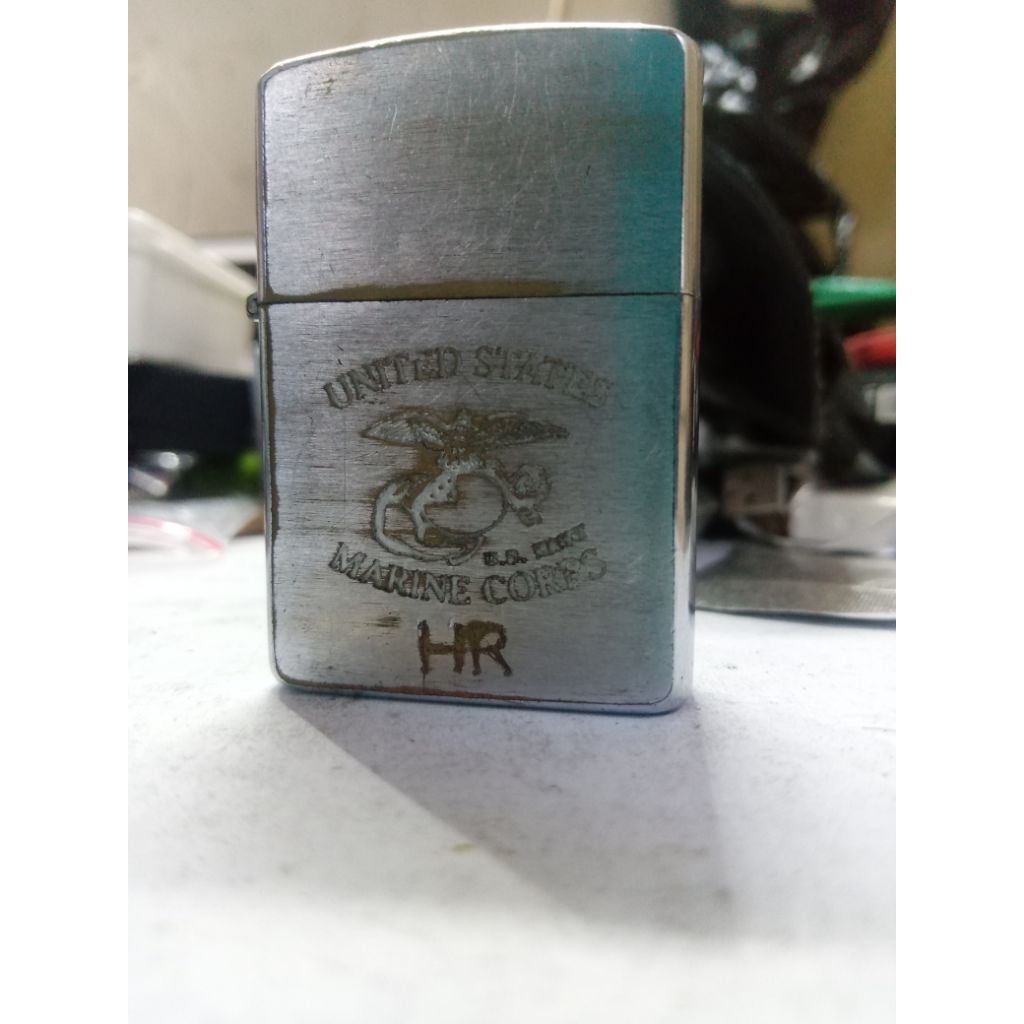 UNITED STATES
U.S.
MARINE CORPS
HR